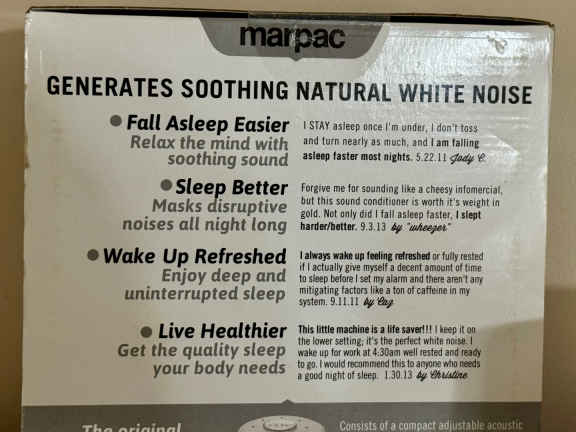 marpac
GENERATES SOOTHING NATURAL WHITE NOISE
Fall Asleep Easier
Relax the mind with
soothing sound
I STAY asleep once I'm under, I don't toss
and turn nearly as much, and I am falling
asleep faster most nights. 5.22.11 Jody C.
Sleep Better
Masks disruptive
noises all night long
Forgive me for sounding like a cheesy infomercial,
but this sound conditioner is worth it's weight in
gold. Not only did I fall asleep faster, I slept
harder/better. 9.3.13 by "wheezer"
Wake Up Refreshed
Enjoy deep and
uninterrupted sleep
I always wake up feeling refreshed or fully rested
if I actually give myself a decent amount of time
to sleep before I set my alarm and there aren't any
mitigating factors like a ton of caffeine in my
system. 9.11.11 by Caz
Live Healthier
Get the quality sleep
your body needs
This little machine is a life saver!!! I keep it on
the lower setting; it's the perfect white noise. I
wake up for work at 4:30am well rested and ready
to go. I would recommend this to anyone who needs
a good night of sleep. 1.30.13 by Christine
The original
Consists of a compact adjustable acoustic